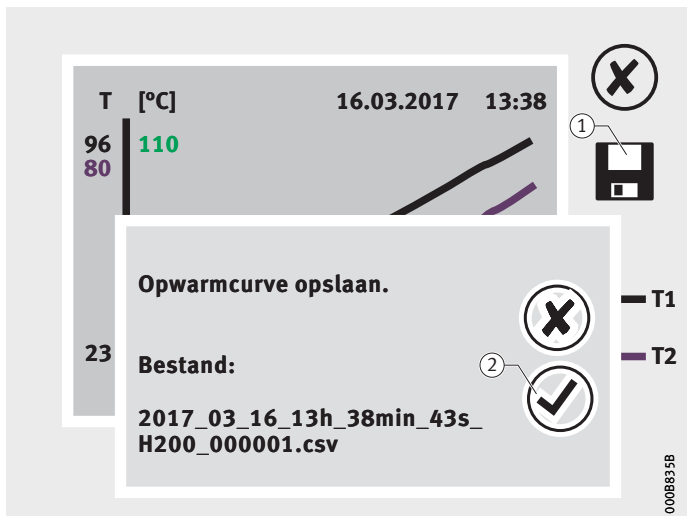 T [°C] 16.03.2017 13:38
96 110
80
1
Opwarmcurve opslaan.
T1
23
Bestand:
2
T2
2017_03_16_13h_38min_43s_
H200_000001.csv
000B835B